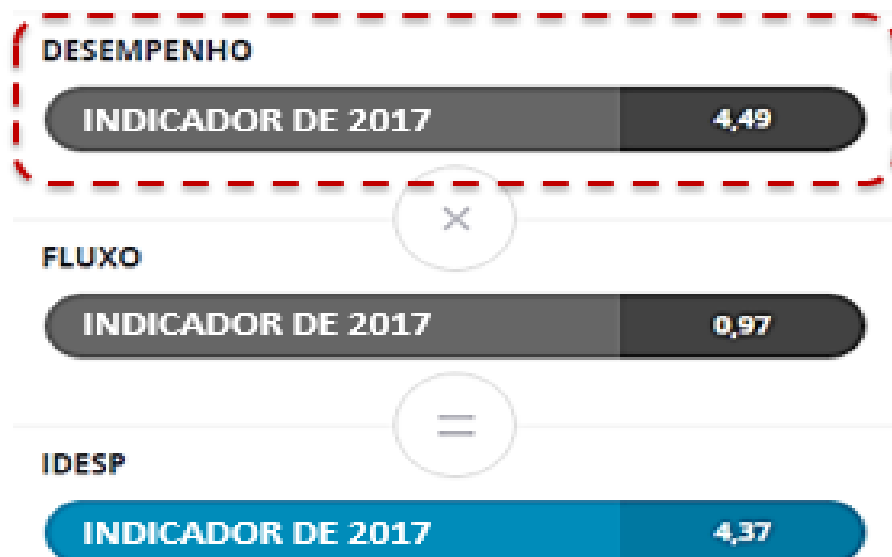 DESEMPENHO
INDICADOR DE 2017 4,49
×
FLUXO
INDICADOR DE 2017 0,97
=
IDESP
INDICADOR DE 2017 4,37